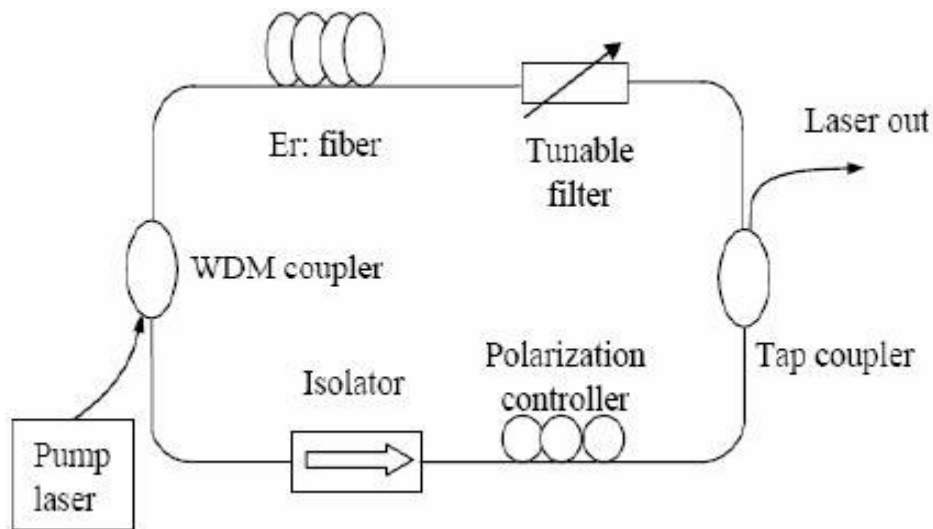 Er: fiber
Tunable
filter
Laser out
WDM coupler
Tap coupler
Polarization
controller
Isolator
Pump
laser